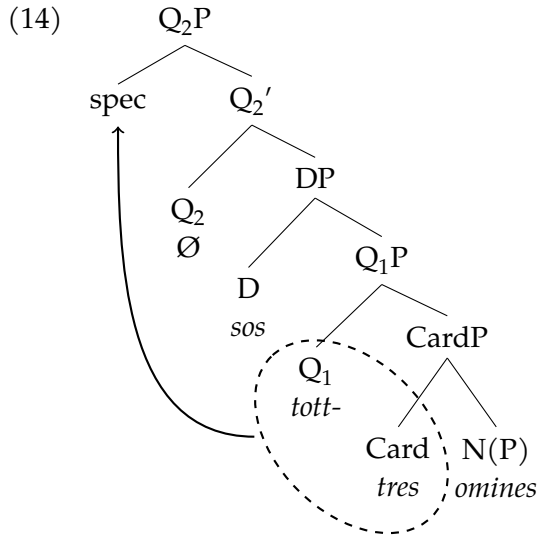 (14) Q₂P
spec Q₂′
Q₂ DP
Ø
D Q₁P
sos
Q₁ CardP
tott-
Card N(P)
tres omines